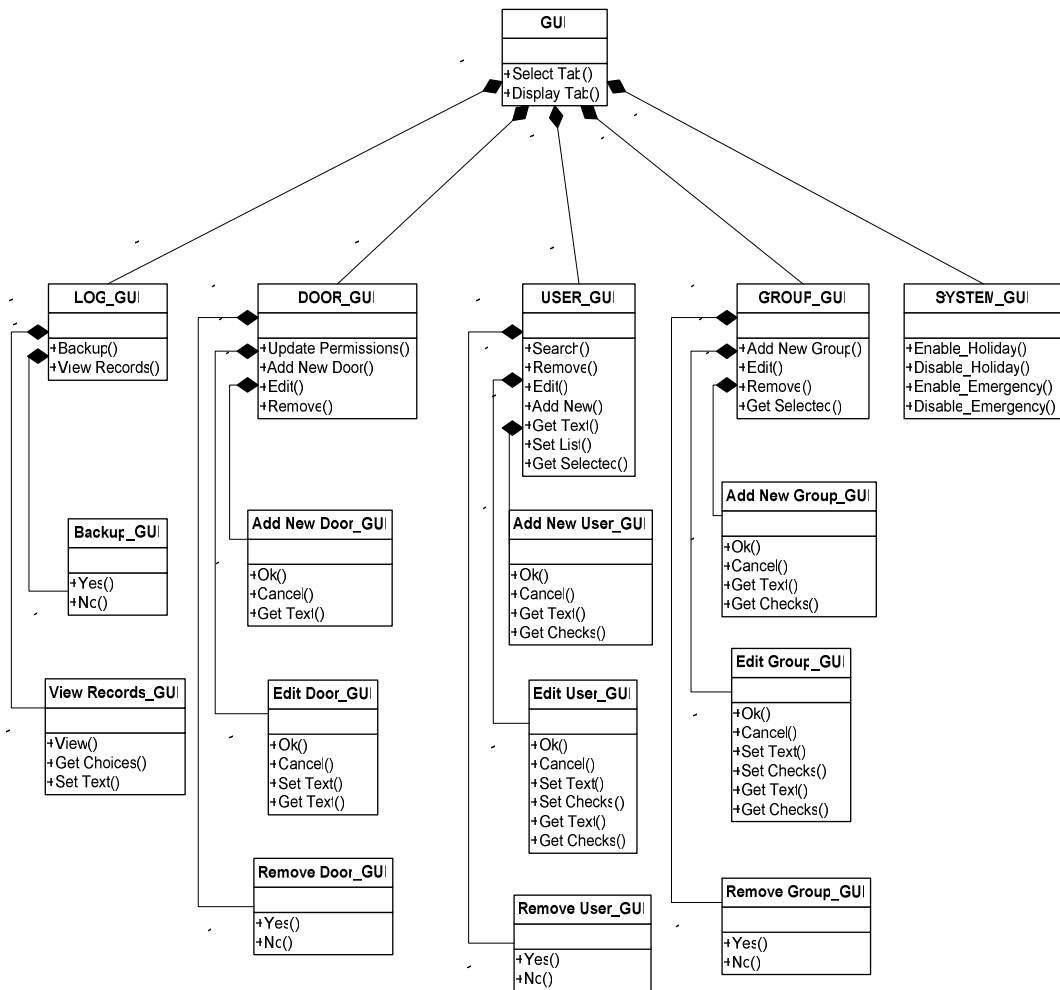 GUI
+Select Tab()
+Display Tab()
LOG_GUI
+Backup()
+View Records()
DOOR_GUI
+Update Permissions()
+Add New Door()
+Edit()
+Remove()
USER_GUI
+Search()
+Remove()
+Edit()
+Add New()
+Get Text()
+Set List()
+Get Selected()
GROUP_GUI
+Add New Group()
+Edit()
+Remove()
+Get Selected()
SYSTEM_GUI
+Enable_Holiday()
+Disable_Holiday()
+Enable_Emergency()
+Disable_Emergency()
Backup_GUI
+Yes()
+No()
Add New Door_GUI
+Ok()
+Cancel()
+Get Text()
Add New User_GUI
+Ok()
+Cancel()
+Get Text()
+Get Checks()
Add New Group_GUI
+Ok()
+Cancel()
+Get Text()
+Get Checks()
View Records_GUI
+View()
+Get Choices()
+Set Text()
Edit Door_GUI
+Ok()
+Cancel()
+Set Text()
+Get Text()
Edit User_GUI
+Ok()
+Cancel()
+Set Text()
+Set Checks()
+Get Text()
+Get Checks()
Edit Group_GUI
+Ok()
+Cancel()
+Set Text()
+Set Checks()
+Get Text()
+Get Checks()
Remove Door_GUI
+Yes()
+No()
Remove User_GUI
+Yes()
+No()
Remove Group_GUI
+Yes()
+No()